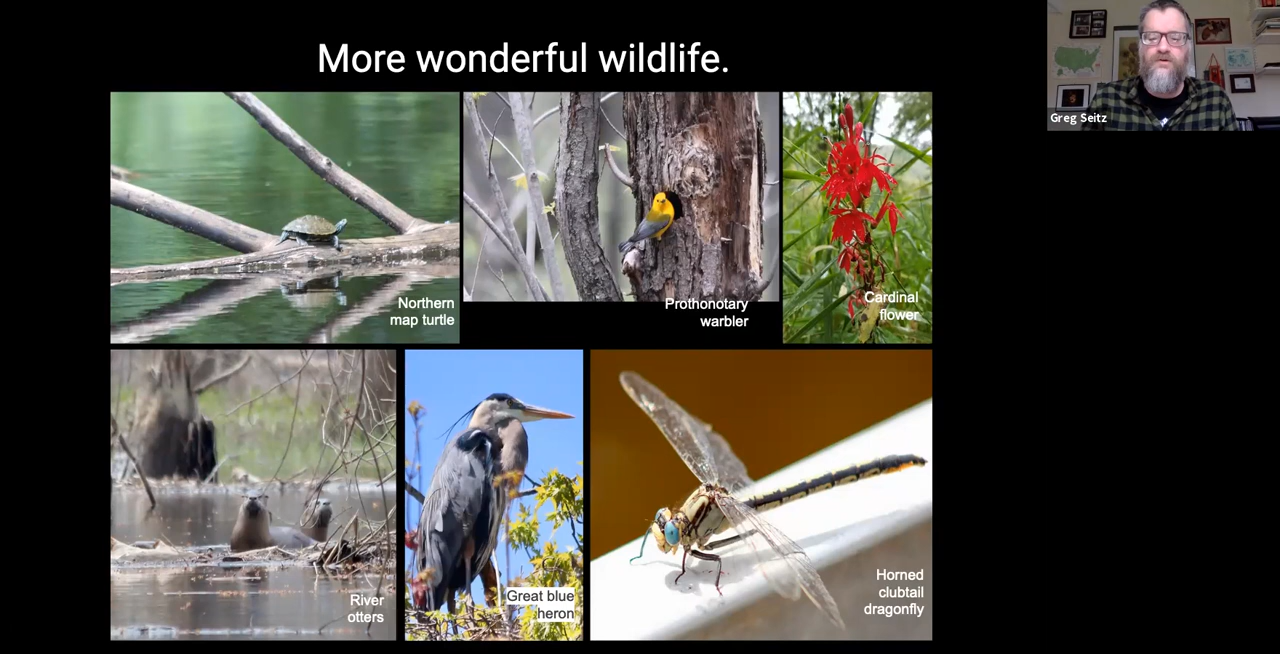 More wonderful wildlife.
Greg Seitz
Northern
map turtle
Prothonotary
warbler
Cardinal
flower
River
otters
Great blue
heron
Horned
clubtail
dragonfly